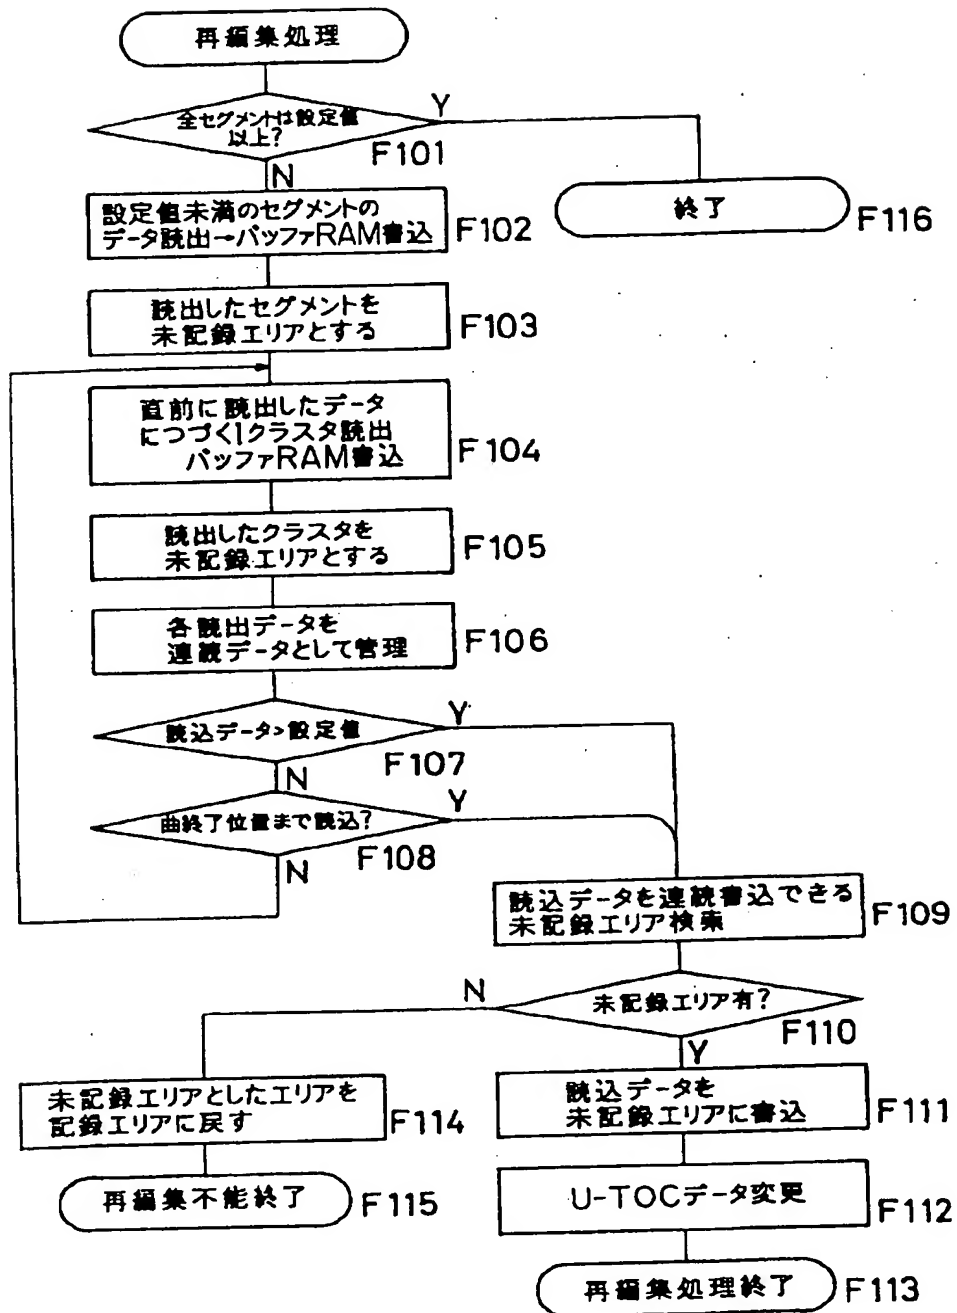 再編集処理
全セグメントは設定値
以上?
Y
F101
N
設定値未満のセグメントの
データ読出→バッファRAM書込
F102
終了
F116
読出したセグメントを
未記録エリアとする
F103
直前に読出したデータ
につづく1クラスタ読出
バッファRAM書込
F104
読出したクラスタを
未記録エリアとする
F105
各読出データを
連続データとして管理
F106
読込データ>設定値
Y
F107
N
曲終了位置まで読込?
Y
F108
N
読込データを連続書込できる
未記録エリア検索
F109
N
未記録エリア有?
F110
Y
未記録エリアとしたエリアを
記録エリアに戻す
F114
読込データを
未記録エリアに書込
F111
再編集不能終了
F115
U-TOCデータ変更
F112
再編集処理終了
F113